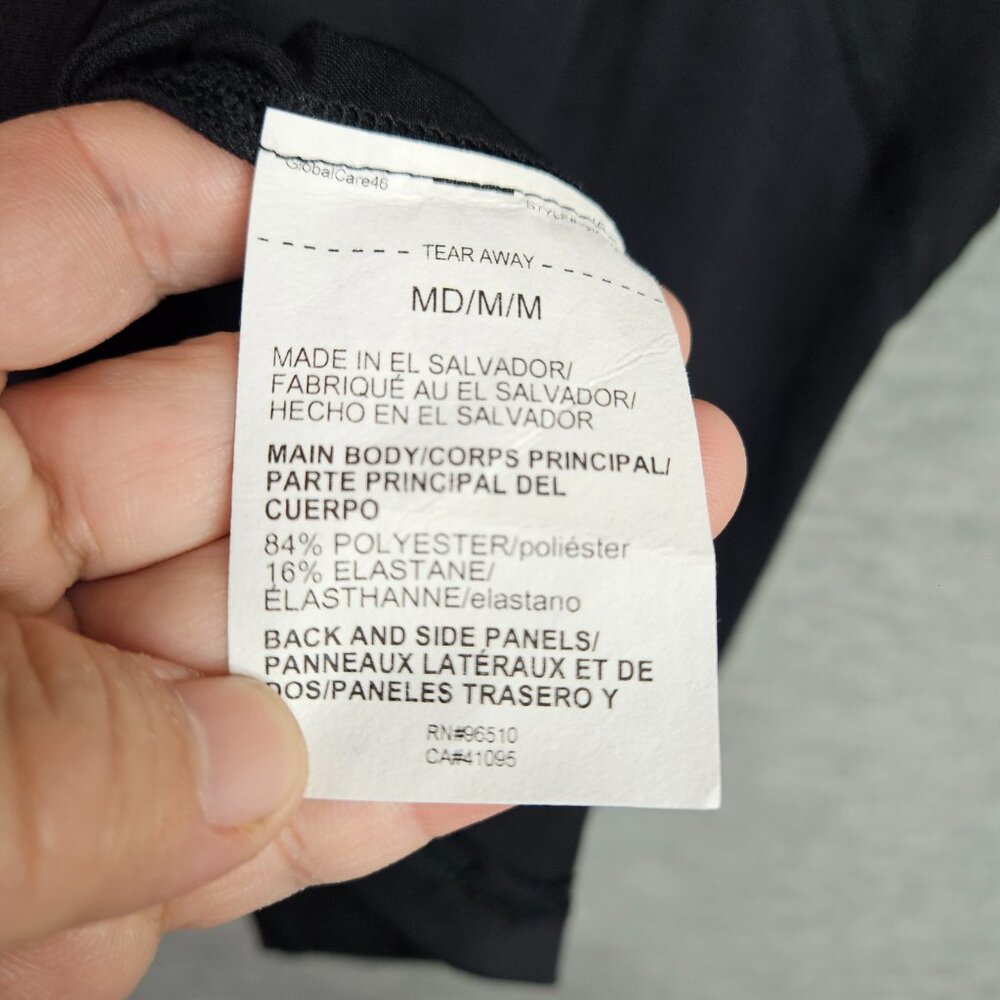 GlobalCare46
TEAR AWAY
MD/M/M
MADE IN EL SALVADOR/
FABRIQUÉ AU EL SALVADOR/
HECHO EN EL SALVADOR
MAIN BODY/CORPS PRINCIPAL/
PARTE PRINCIPAL DEL
CUERPO
84% POLYESTER/poliéster
16% ELASTANE/
ÉLASTHANNE/elastano
BACK AND SIDE PANELS/
PANNEAUX LATÉRAUX ET DE
DOS/PANELES TRASERO Y
RN#96510
CA#41095